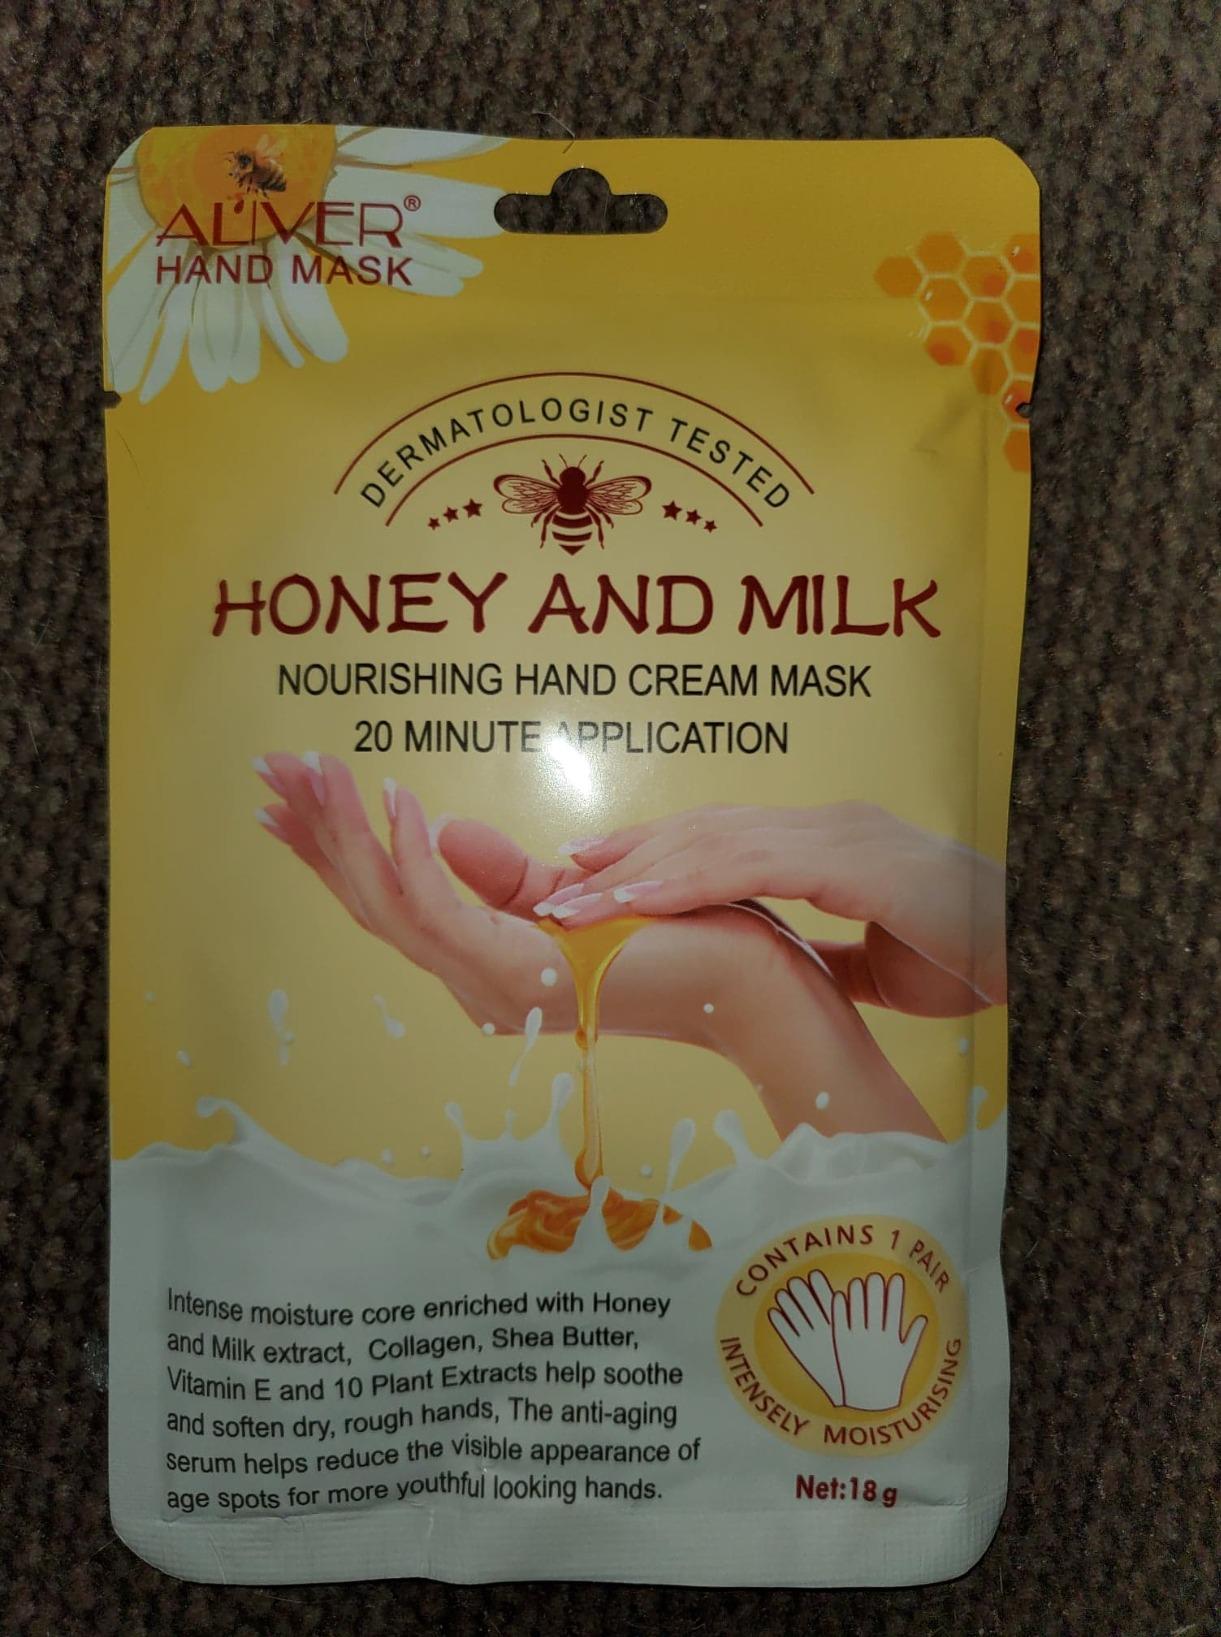 ALIVER®
HAND MASK
DERMATOLOGIST TESTED
HONEY AND MILK
NOURISHING HAND CREAM MASK
20 MINUTE APPLICATION
Intense moisture core enriched with Honey
and Milk extract, Collagen, Shea Butter,
Vitamin E and 10 Plant Extracts help soothe
and soften dry, rough hands, The anti-aging
serum helps reduce the visible appearance of
age spots for more youthful looking hands.
CONTAINS 1 PAIR
INTENSELY MOISTURISING
Net:18 g